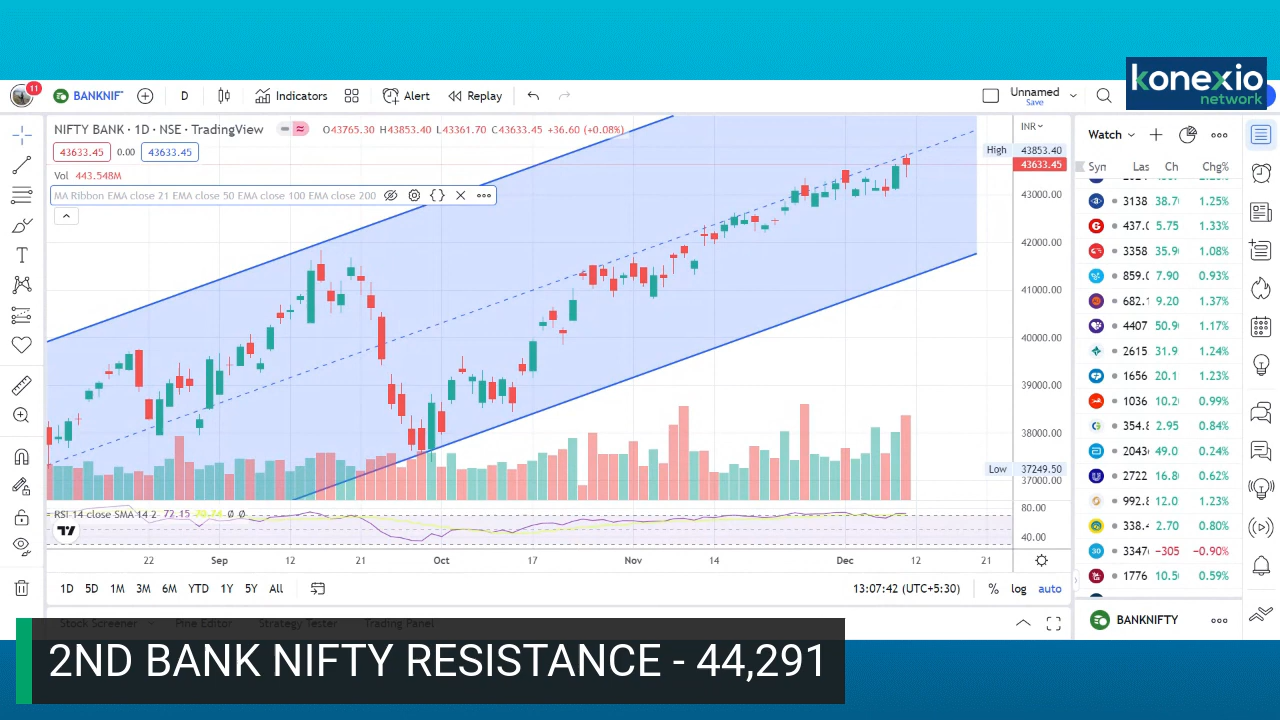 konexio
network
11
BANKNIF
D
Indicators
Alert
Replay
Unnamed
Save
NIFTY BANK · 1D · NSE · TradingView
O43765.30 H43853.40 L43361.70 C43633.45 +36.60 (+0.08%)
43633.45 0.00 43633.45
Vol 443.548M
MA Ribbon EMA close 21 EMA close 50 EMA close 100 EMA close 200
INR
High 43853.40
43633.45
43000.00
42000.00
41000.00
40000.00
39000.00
38000.00
Low 37249.50
37000.00
RSI 14 close SMA 14 2 72.15 Ø Ø
80.00
40.00
22 Sep 12 21 Oct 17 Nov 14 Dec 12 21
1D 5D 1M 3M 6M YTD 1Y 5Y All
13:07:42 (UTC+5:30) % log auto
Stock Screener Pine Editor Strategy Tester Trading Panel
Watch
Syn Las Ch Chg%
3138 38.7 1.25%
437.0 5.75 1.33%
3358 35.9 1.08%
859.0 7.90 0.93%
682.1 9.20 1.37%
4407 50.9 1.17%
2615 31.9 1.24%
1656 20.1 1.23%
1036 10.2 0.99%
354.8 2.95 0.84%
2043 49.0 0.24%
2722 16.8 0.62%
992.8 12.0 1.23%
338.4 2.70 0.80%
30 3347 −305 −0.90%
1776 10.5 0.59%
BANKNIFTY
2ND BANK NIFTY RESISTANCE - 44,291